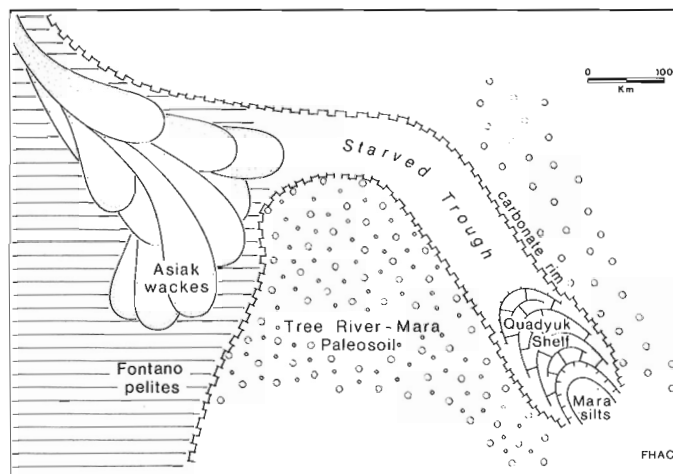 0 100
Km
Starved Trough
carbonate rim
Asiak
wackes
Quadyuk
Shelf
Tree River-Mara
Paleosoil
Fontano
pelites
Mara
silts
FHAC